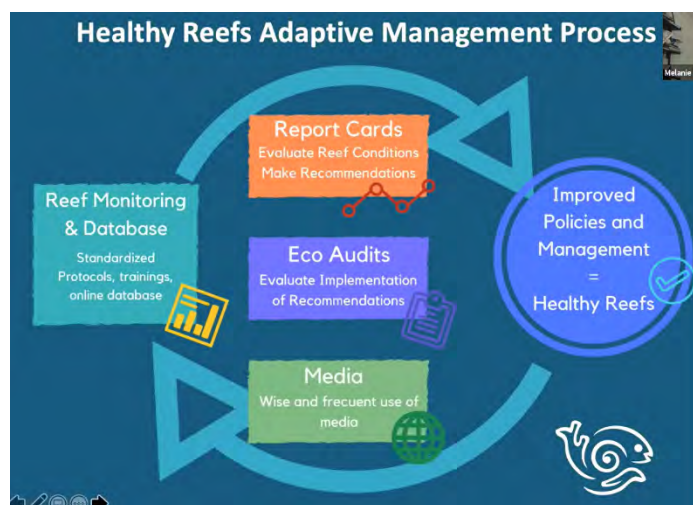 Healthy Reefs Adaptive Management Process
Melanie
Report Cards
Evaluate Reef Conditions
Make Recommendations
Reef Monitoring
& Database
Standardized
Protocols, trainings,
online database
Eco Audits
Evaluate Implementation
of Recommendations
Media
Wise and frecuent use of
media
Improved
Policies and
Management
=
Healthy Reefs